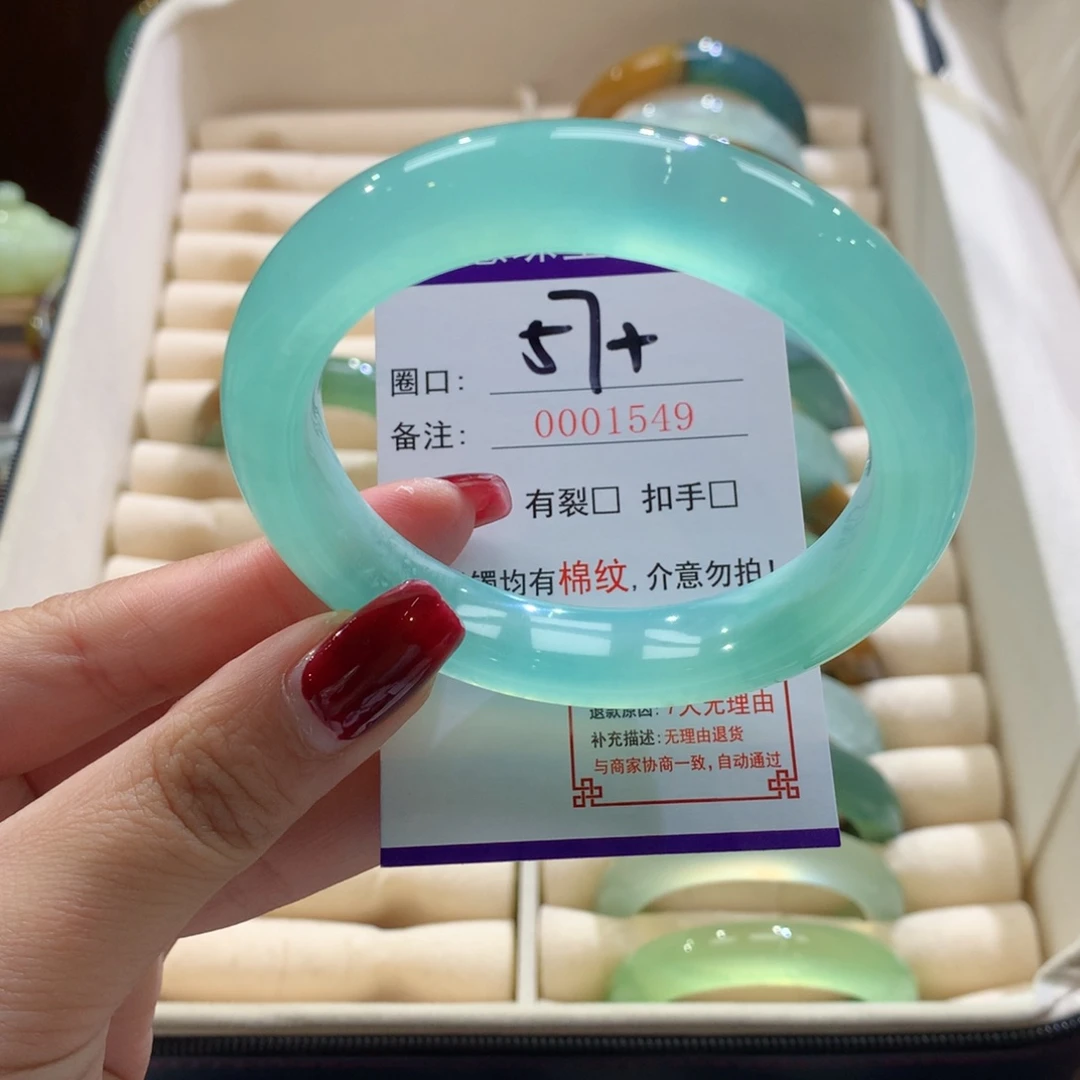 圈口: 57+
备注: 0001549
有裂□ 扣手□
镯均有棉纹, 介意勿拍!
退款原因: 7天无理由
补充描述: 无理由退货
与商家协商一致, 自动通过